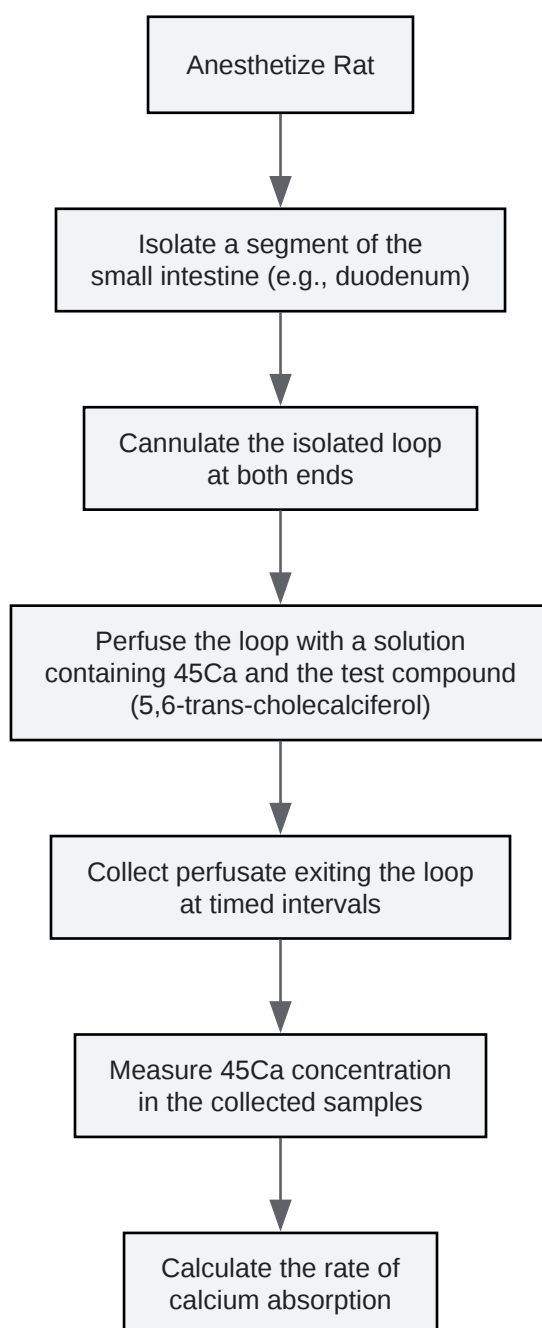 Anesthetize Rat
Isolate a segment of the
small intestine (e.g., duodenum)
Cannulate the isolated loop
at both ends
Perfuse the loop with a solution
containing 45Ca and the test compound
(5,6-trans-cholecalciferol)
Collect perfusate exiting the loop
at timed intervals
Measure 45Ca concentration
in the collected samples
Calculate the rate of
calcium absorption